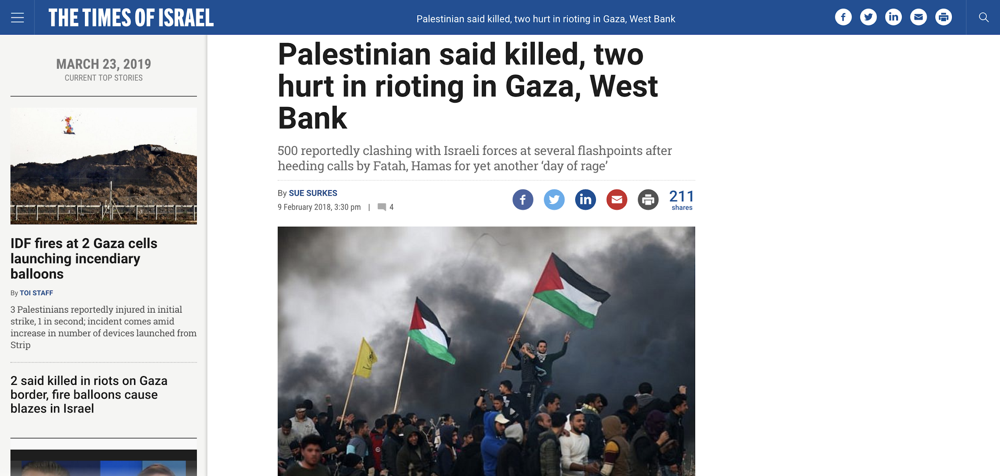 THE TIMES OF ISRAEL
Palestinian said killed, two hurt in rioting in Gaza, West Bank
MARCH 23, 2019
CURRENT TOP STORIES
IDF fires at 2 Gaza cells
launching incendiary
balloons
By TOI STAFF
3 Palestinians reportedly injured in initial
strike, 1 in second; incident comes amid
increase in number of devices launched from
Strip
2 said killed in riots on Gaza
border, fire balloons cause
blazes in Israel
Palestinian said killed, two
hurt in rioting in Gaza, West
Bank
500 reportedly clashing with Israeli forces at several flashpoints after
heeding calls by Fatah, Hamas for yet another ‘day of rage’
By SUE SURKES
9 February 2018, 3:30 pm | 4
211
shares